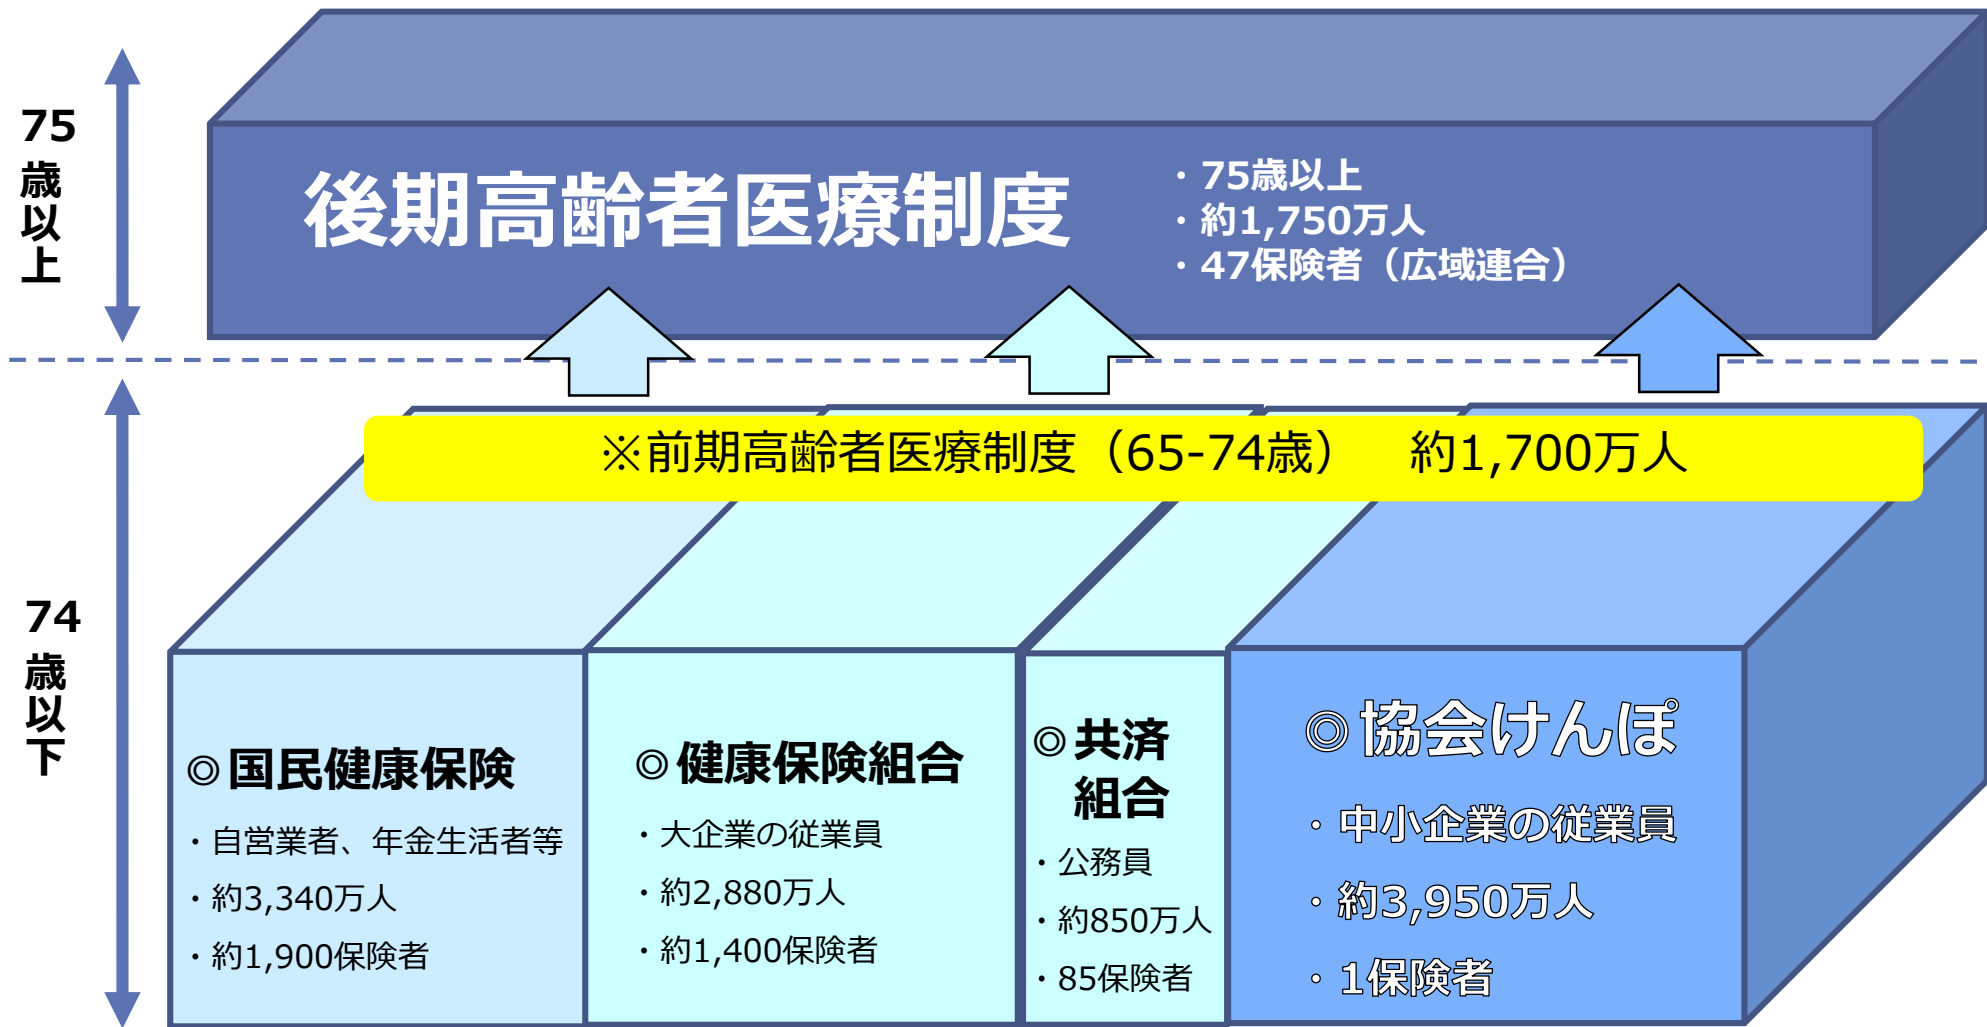 75
歳以上
後期高齢者医療制度
・75歳以上
・約1,750万人
・47保険者（広域連合）
※前期高齢者医療制度（65-74歳）　約1,700万人
74
歳以下
◎国民健康保険
・自営業者、年金生活者等
・約3,340万人
・約1,900保険者
◎健康保険組合
・大企業の従業員
・約2,880万人
・約1,400保険者
◎共済
組合
・公務員
・約850万人
・85保険者
◎協会けんぽ
・中小企業の従業員
・約3,950万人
・1保険者